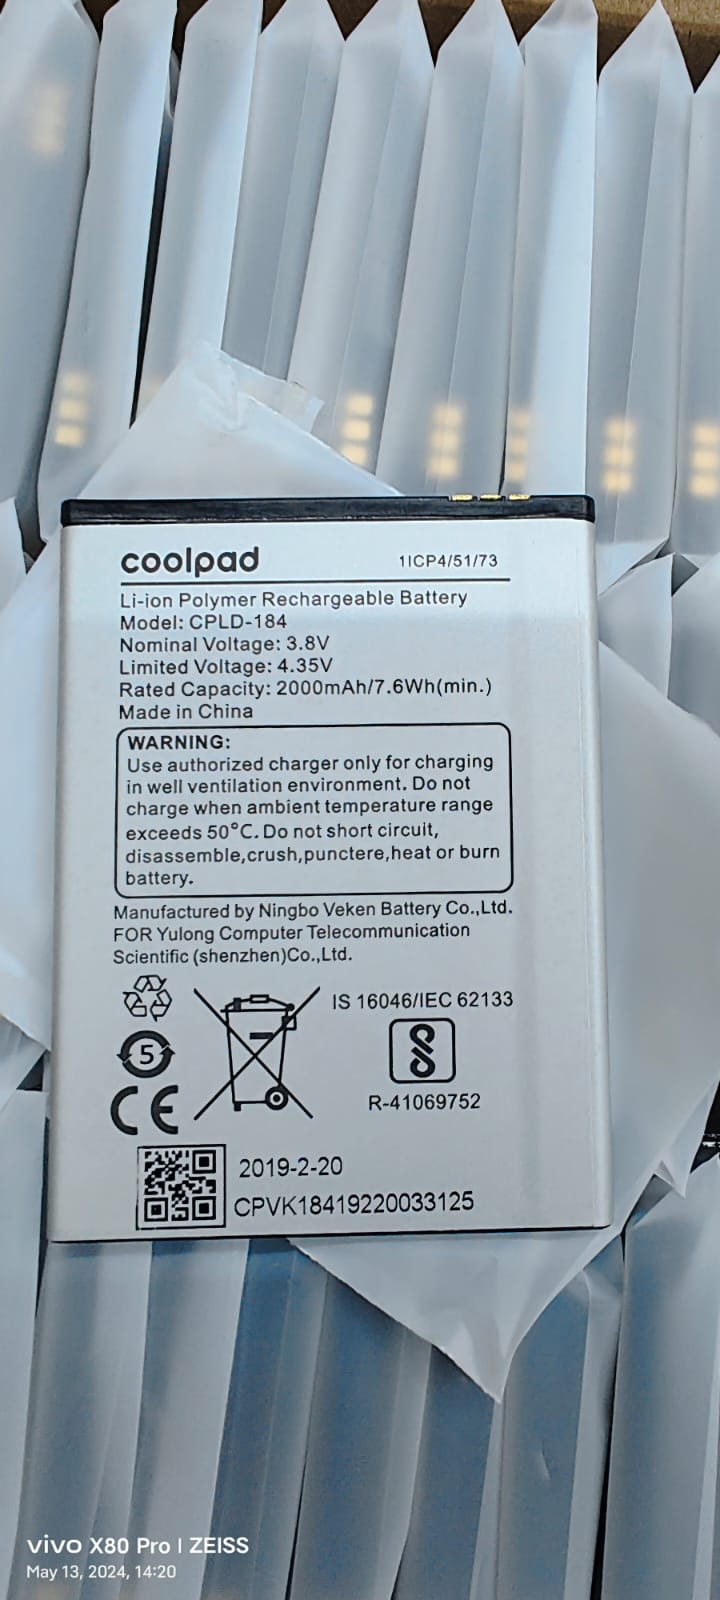 coolpad
1ICP4/51/73
Li-ion Polymer Rechargeable Battery
Model: CPLD-184
Nominal Voltage: 3.8V
Limited Voltage: 4.35V
Rated Capacity: 2000mAh/7.6Wh(min.)
Made in China
WARNING:
Use authorized charger only for charging
in well ventilation environment. Do not
charge when ambient temperature range
exceeds 50°C. Do not short circuit,
disassemble,crush,punctere,heat or burn
battery.
Manufactured by Ningbo Veken Battery Co.,Ltd.
FOR Yulong Computer Telecommunication
Scientific (shenzhen)Co.,Ltd.
IS 16046/IEC 62133
5
CE
R-41069752
2019-2-20
CPVK18419220033125
vivo X80 Pro | ZEISS
May 13, 2024, 14:20